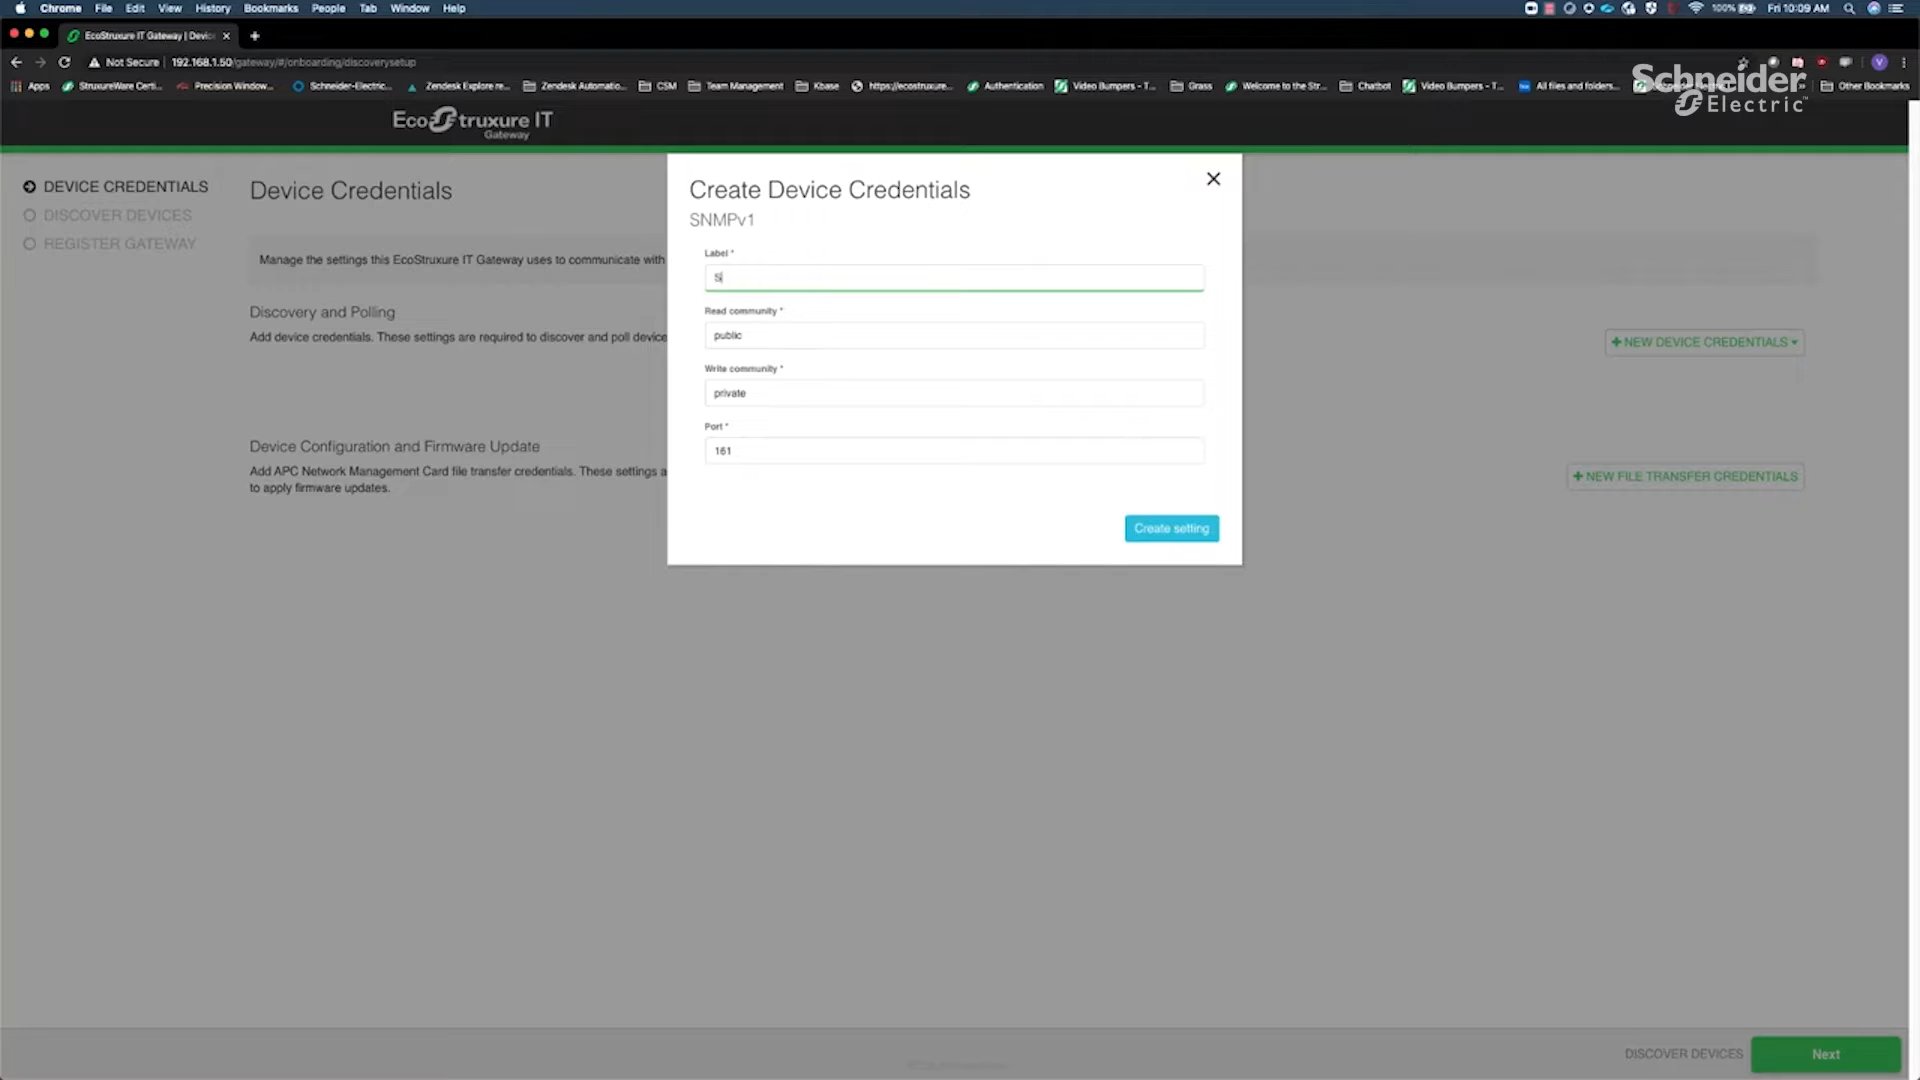 Chrome File Edit View History Bookmarks People Tab Window Help 100% Fri 10:09 AM
EcoStruxure IT Gateway | Devic
Not Secure 192.168.1.50/gateway/#/onboarding/discoverysetup
Apps StruxureWare Certi... Precision Window... Schneider-Electric... Zendesk Explore re... Zendesk Automatio... CSM Team Management Kbase https://ecostruxure... Authentication Video Bumpers - T... Grass Welcome to the Str... Chatbot Video Bumpers - T... All files and folders... Other Bookmarks
Schneider
Electric™
EcoStruxure IT
Gateway
DEVICE CREDENTIALS
DISCOVER DEVICES
REGISTER GATEWAY
Device Credentials
Manage the settings this EcoStruxure IT Gateway uses to communicate with
Discovery and Polling
Add device credentials. These settings are required to discover and poll device
+ NEW DEVICE CREDENTIALS
Device Configuration and Firmware Update
Add APC Network Management Card file transfer credentials. These settings a
to apply firmware updates.
+ NEW FILE TRANSFER CREDENTIALS
Create Device Credentials
SNMPv1
Label *
S
Read community *
public
Write community *
private
Port *
161
Create setting
DISCOVER DEVICES Next